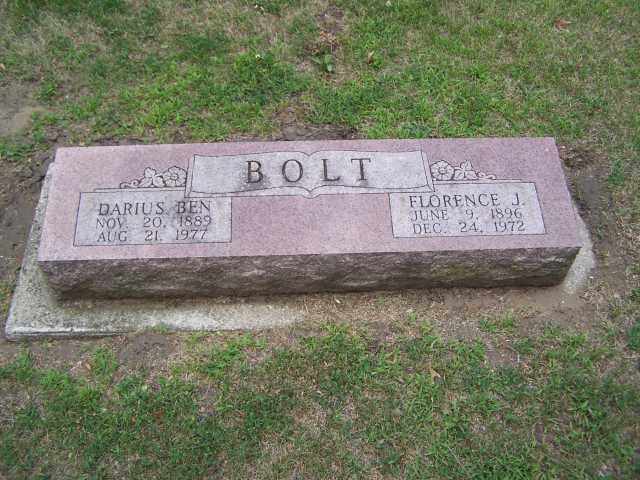 BOLT
DARIUS BEN
NOV. 20, 1889
AUG. 21, 1977
FLORENCE J.
JUNE 9, 1896
DEC. 24, 1972